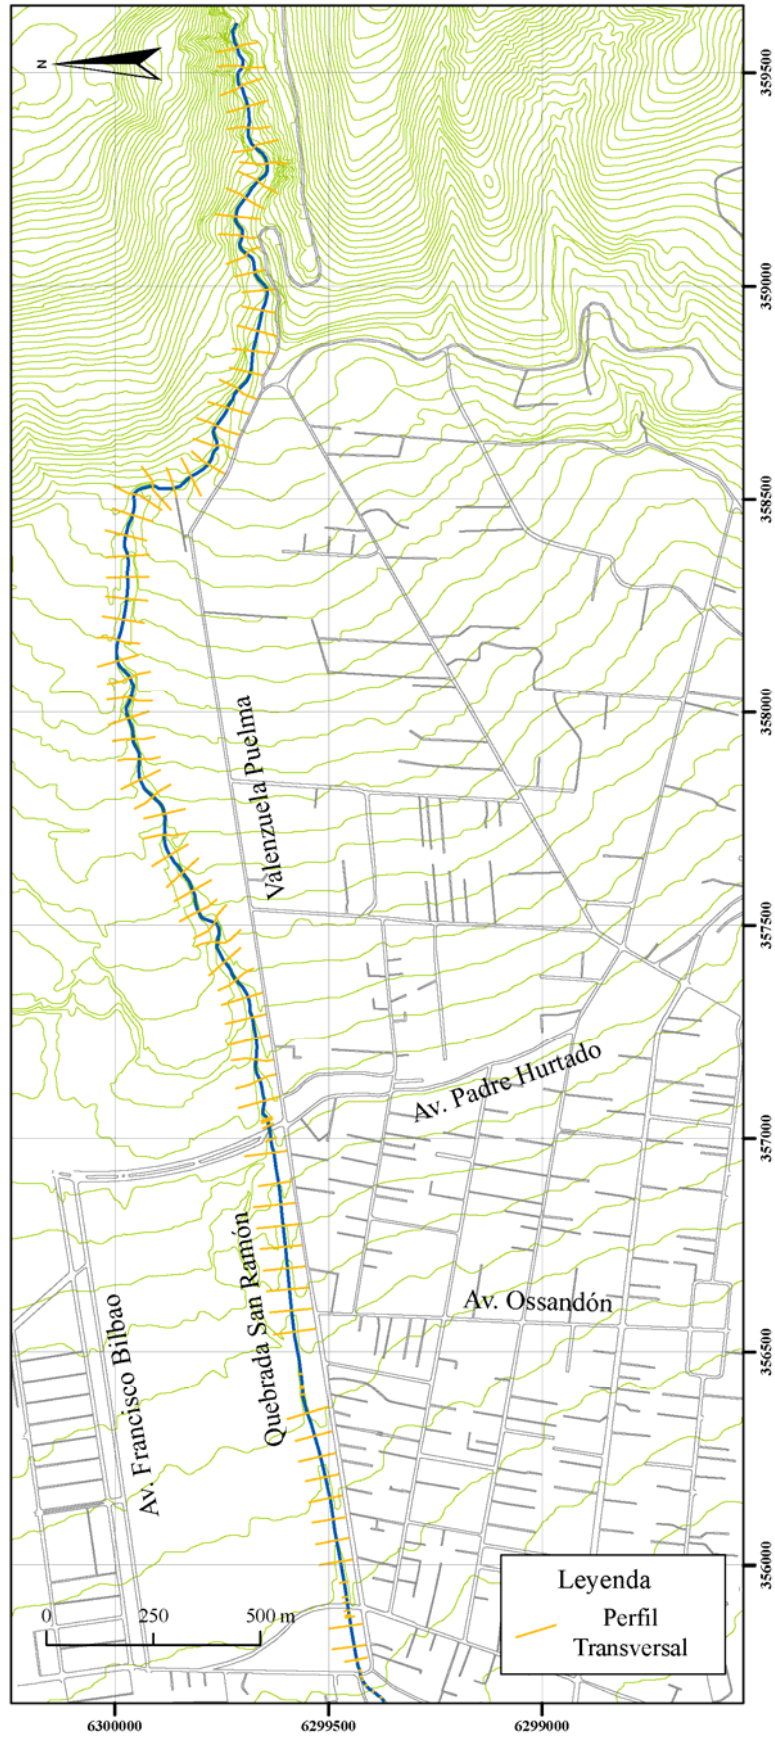 N
359500
359000
358500
358000
357500
357000
356500
356000
Valenzuela Puelma
Av. Padre Hurtado
Quebrada San Ramón
Av. Ossandón
Av. Francisco Bilbao
0 250 500 m
Leyenda
Perfil
Transversal
6300000 6299500 6299000